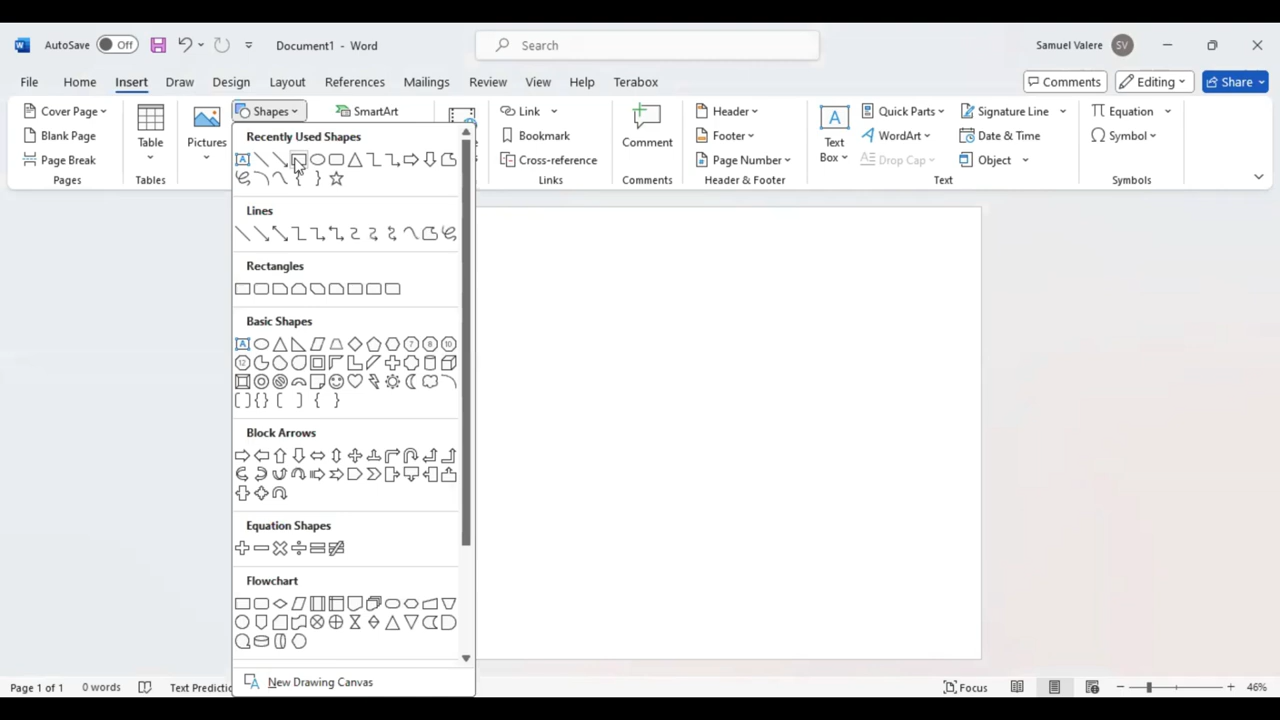 AutoSave Off Document1 - Word Search Samuel Valere SV
File Home Insert Draw Design Layout References Mailings Review View Help Terabox Comments Editing Share
Cover Page Shapes SmartArt Link Header Quick Parts Signature Line Equation
Blank Page Bookmark Footer WordArt Date & Time Symbol
Page Break Table Pictures Cross-reference Comment Page Number Text Box Drop Cap Object
Pages Tables Links Comments Header & Footer Text Symbols
Recently Used Shapes
Lines
Rectangles
Basic Shapes
Block Arrows
Equation Shapes
Flowchart
New Drawing Canvas
Page 1 of 1 0 words Text Predictio Focus 46%